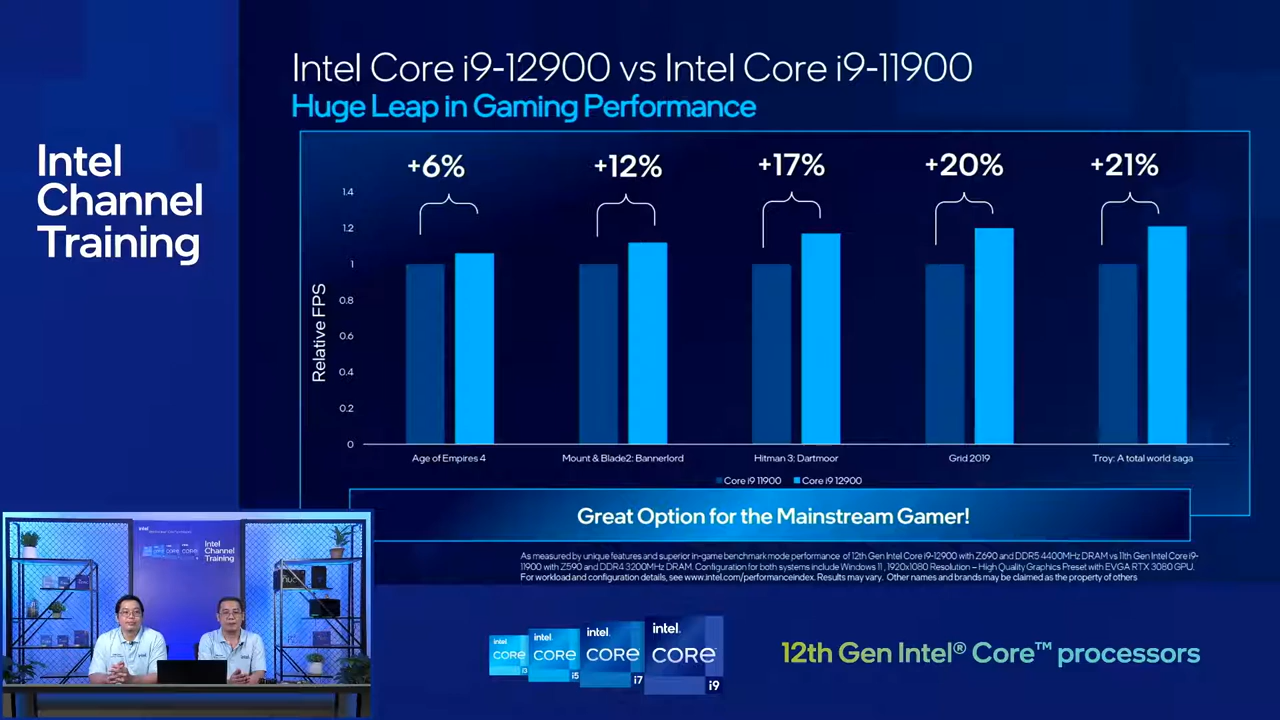 Intel Core i9-12900 vs Intel Core i9-11900
Huge Leap in Gaming Performance
Intel
Channel
Training
+6%
+12%
+17%
+20%
+21%
1.4
1.2
1
0.8
0.6
0.4
0.2
0
Relative FPS
Age of Empires 4
Mount & Blade2: Bannerlord
Hitman 3: Dartmoor
Grid 2019
Troy: A total world saga
Core i9 11900
Core i9 12900
Great Option for the Mainstream Gamer!
As measured by unique features and superior in-game benchmark mode performance of 12th Gen Intel Core i9-12900 with Z690 and DDR5 4400MHz DRAM vs 11th Gen Intel Core i9-
11900 with Z590 and DDR4 3200MHz DRAM. Configuration for both systems include Windows 11, 1920x1080 Resolution – High Quality Graphics Preset with EVGA RTX 3080 GPU.
For workload and configuration details, see www.intel.com/performanceindex. Results may vary. Other names and brands may be claimed as the property of others
intel
Intel
Channel
Training
nuc
intel.
CORE
i3
intel.
CORE
i5
intel.
CORE
i7
intel.
CORE
i9
12th Gen Intel® Core™ processors